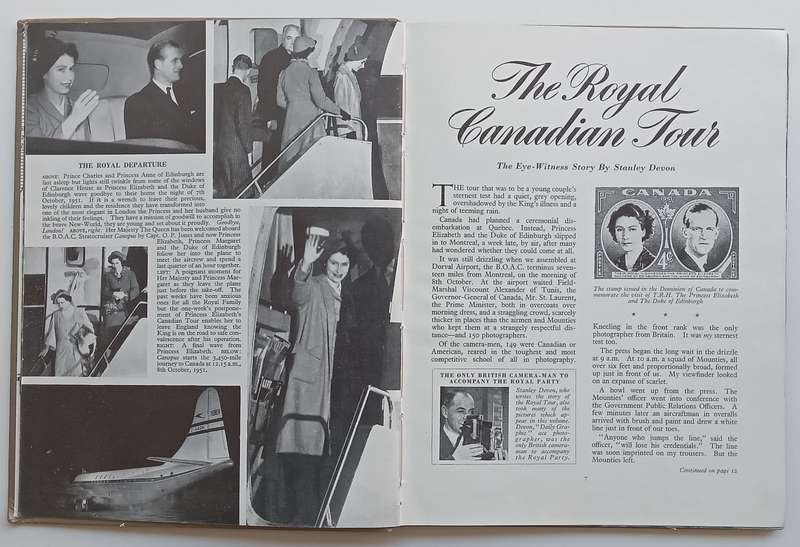 THE ROYAL DEPARTURE
ABOVE: Prince Charles and Princess Anne of Edinburgh are
fast asleep but lights still twinkle from some of the windows
of Clarence House as Princess Elizabeth and the Duke of
Edinburgh wave goodbye to their home the night of 7th
October, 1951. If it is a wrench to leave their precious,
lovely children and the residence they have transformed into
one of the most elegant in London the Princess and her husband give no
inkling of their feelings. They have a mission of goodwill to accomplish in
the brave New World, they are young and set about it proudly. Goodbye,
London! ABOVE, right: Her Majesty The Queen has been welcomed aboard
the B.O.A.C. Stratocruiser Canopus by Capt. O. P. Jones and now Princess
Elizabeth, Princess Margaret
and the Duke of Edinburgh
follow her into the plane to
meet the aircrew and spend a
last quarter of an hour together.
LEFT: A poignant moment for
Her Majesty and Princess Mar-
garet as they leave the plane
just before the take-off. The
past weeks have been anxious
ones for all the Royal Family
but the one-week's postpone-
ment of Princess Elizabeth's
Canadian Tour enables her to
leave England knowing the
King is on the road to safe con-
valescence after his operation.
RIGHT: A final wave from
Princess Elizabeth. BELOW:
Canopus starts the 3,450-mile
journey to Canada at 12.15 a.m.,
8th October, 1951.
The Royal
Canadian Tour
The Eye-Witness Story By Stanley Devon
THE tour that was to be a young couple's
sternest test had a quiet, grey opening,
overshadowed by the King's illness and a
night of teeming rain.
Canada had planned a ceremonial dis-
embarkation at Quebec. Instead, Princess
Elizabeth and the Duke of Edinburgh slipped
in to Montreal, a week late, by air, after many
had wondered whether they could come at all.
It was still drizzling when we assembled at
Dorval Airport, the B.O.A.C. terminus seven-
teen miles from Montreal, on the morning of
8th October. At the airport waited Field-
Marshal Viscount Alexander of Tunis, the
Governor-General of Canada, Mr. St. Laurent,
the Prime Minister, both in overcoats over
morning dress, and a straggling crowd, scarcely
thicker in places than the airmen and Mounties
who kept them at a strangely respectful dis-
tance—and 150 photographers.
Of the camera-men, 149 were Canadian or
American, reared in the toughest and most
competitive school of all in photography.
THE ONLY BRITISH CAMERA-MAN TO
ACCOMPANY THE ROYAL PARTY
Stanley Devon, who
writes the story of
the Royal Tour, also
took many of the
pictures which ap-
pear in this volume.
Devon, "Daily Gra-
phic" ace photo-
grapher, was the
only British camera-
man to accompany
the Royal Party.
CANADA
1951
4c
The stamp issued in the Dominion of Canada to com-
memorate the visit of T.R.H. The Princess Elizabeth
and The Duke of Edinburgh
* * *
Kneeling in the front rank was the only
photographer from Britain. It was my sternest
test too.
The press began the long wait in the drizzle
at 9 a.m. At 10 a.m. a squad of Mounties, all
over six feet and proportionally broad, formed
up just in front of us. My viewfinder looked
on an expanse of scarlet.
A howl went up from the press. The
Mounties' officer went into conference with
the Government Public Relations Officers. A
few minutes later an aircraftman in overalls
arrived with brush and paint and drew a white
line just in front of our toes.
"Anyone who jumps the line," said the
officer, "will lose his credentials." The line
was soon imprinted on my trousers. But the
Mounties left.
Continued on page 12
7